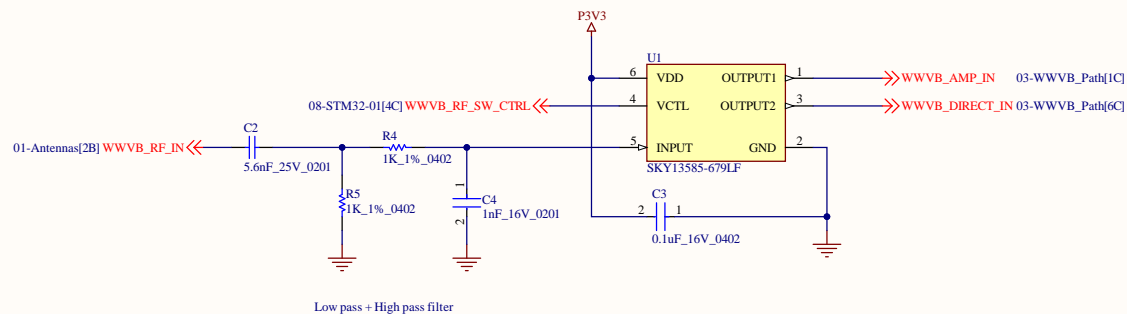 P3V3
U1
6 VDD OUTPUT1 1 WWVB_AMP_IN 03-WWVB_Path[1C]
08-STM32-01[4C] WWVB_RF_SW_CTRL 4 VCTL OUTPUT2 3 WWVB_DIRECT_IN 03-WWVB_Path[6C]
C2 R4
01-Antennas[2B] WWVB_RF_IN 5 INPUT GND 2
5.6nF_25V_0201 1K_1%_0402 SKY13585-679LF
R5 1 C4 C3
1K_1%_0402 1nF_16V_0201 2 1
2 0.1uF_16V_0402
Low pass + High pass filter